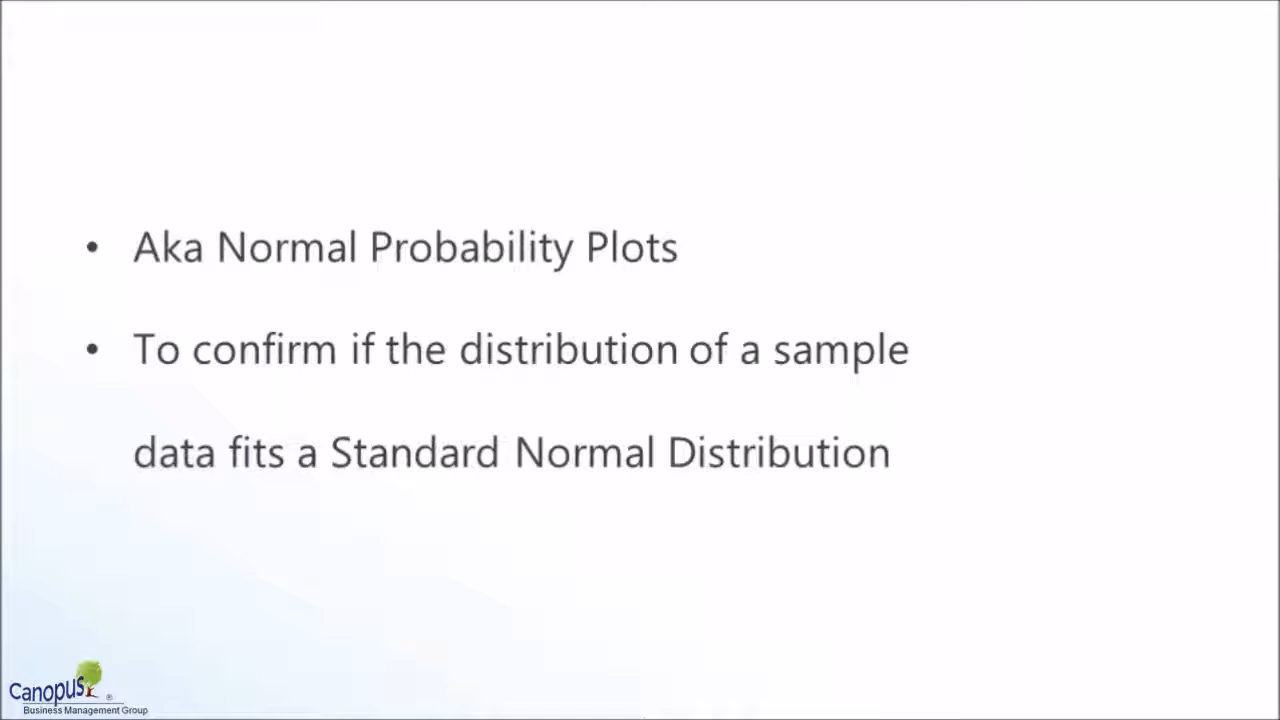 • Aka Normal Probability Plots
• To confirm if the distribution of a sample
data fits a Standard Normal Distribution
Canopus ®
Business Management Group